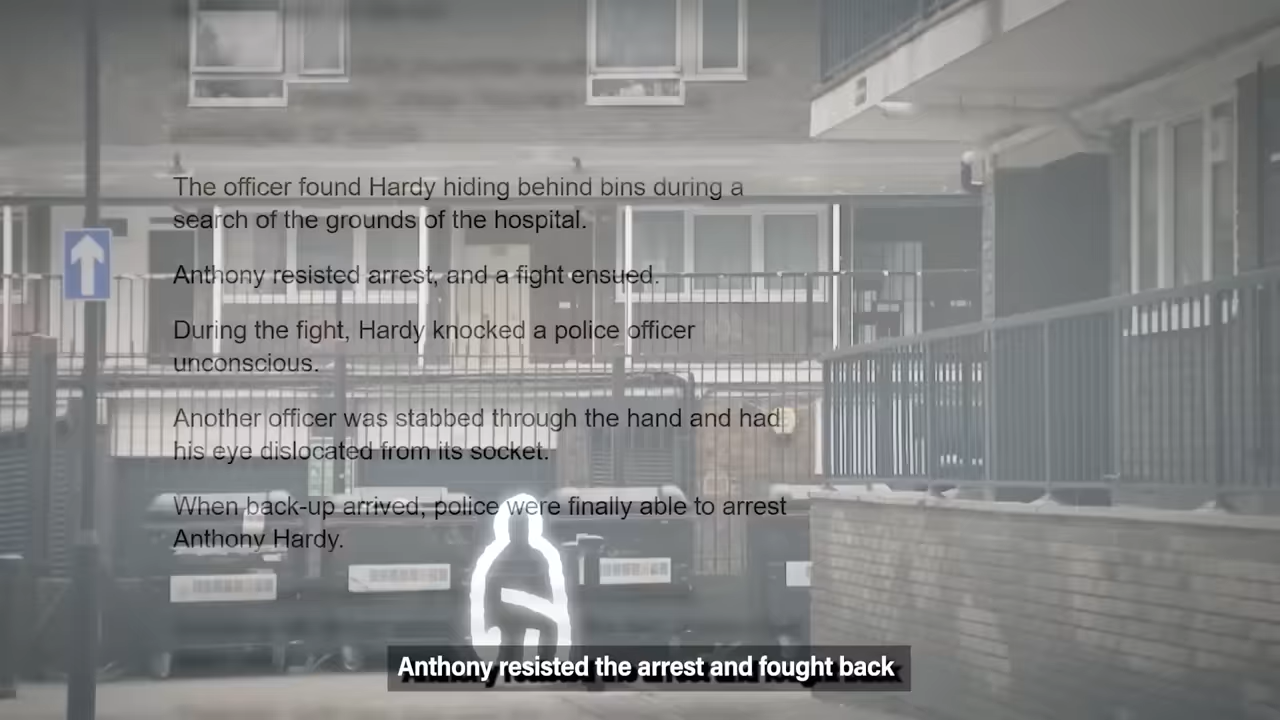 The officer found Hardy hiding behind bins during a
search of the grounds of the hospital.
Anthony resisted arrest, and a fight ensued.
During the fight, Hardy knocked a police officer
unconscious.
Another officer was stabbed through the hand and had
his eye dislocated from its socket.
When back-up arrived, police were finally able to arrest
Anthony Hardy.
Anthony resisted the arrest and fought back